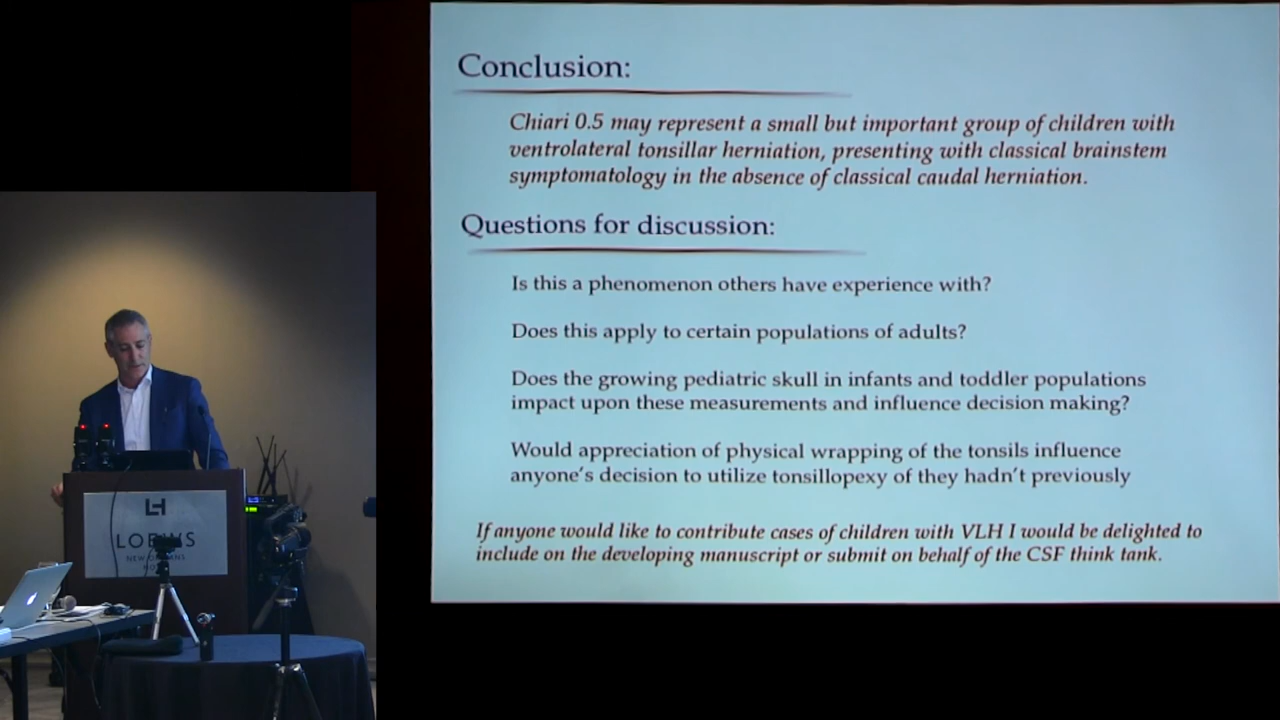 Conclusion:
Chiari 0.5 may represent a small but important group of children with
ventrolateral tonsillar herniation, presenting with classical brainstem
symptomatology in the absence of classical caudal herniation.
Questions for discussion:
Is this a phenomenon others have experience with?
Does this apply to certain populations of adults?
Does the growing pediatric skull in infants and toddler populations
impact upon these measurements and influence decision making?
Would appreciation of physical wrapping of the tonsils influence
anyone's decision to utilize tonsillopexy of they hadn't previously
If anyone would like to contribute cases of children with VLH I would be delighted to
include on the developing manuscript or submit on behalf of the CSF think tank.
LOEWS
NEW ORLEANS